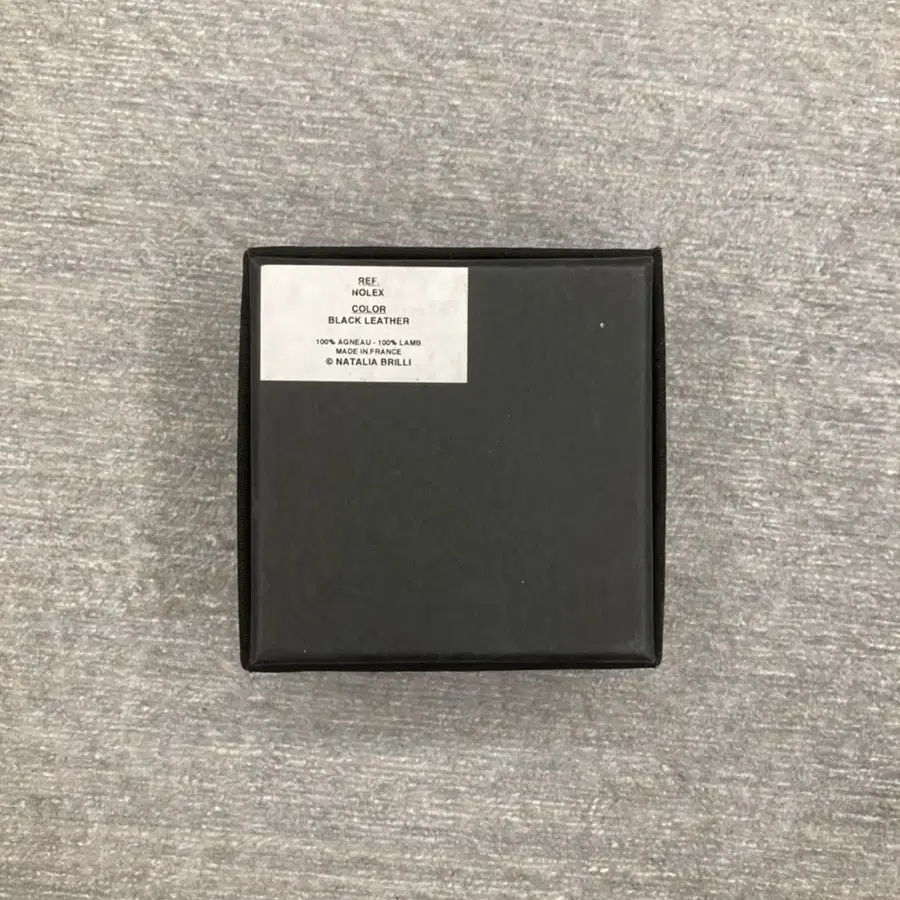 REF.
NOLEX
COLOR
BLACK LEATHER
100% AGNEAU - 100% LAMB
MADE IN FRANCE
© NATALIA BRILLI